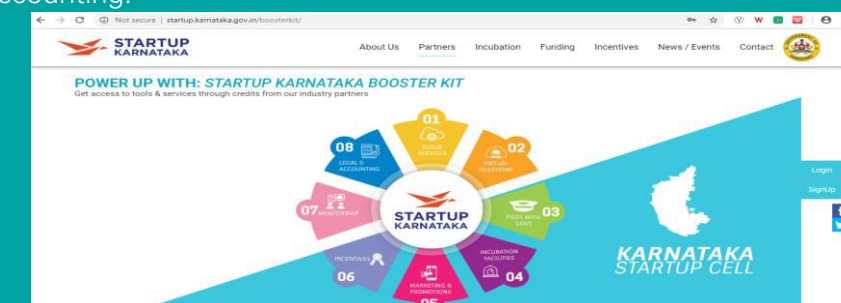 accounting.
Not secure | startup.karnataka.gov.in/boosterkit/
STARTUP
KARNATAKA
About Us Partners Incubation Funding Incentives News / Events Contact
POWER UP WITH: STARTUP KARNATAKA BOOSTER KIT
Get access to tools & services through credits from our industry partners
01
CLOUD
SERVICES
02
VIRTUAL
TELEPHONY
03
PILOT WITH
GOVT
04
INCUBATION
FACILITIES
05
MARKETING &
PROMOTIONS
06
INCENTIVES
07
MENTORSHIP
08
LEGAL &
ACCOUNTING
STARTUP
KARNATAKA
KARNATAKA
STARTUP CELL
Login
SignUp